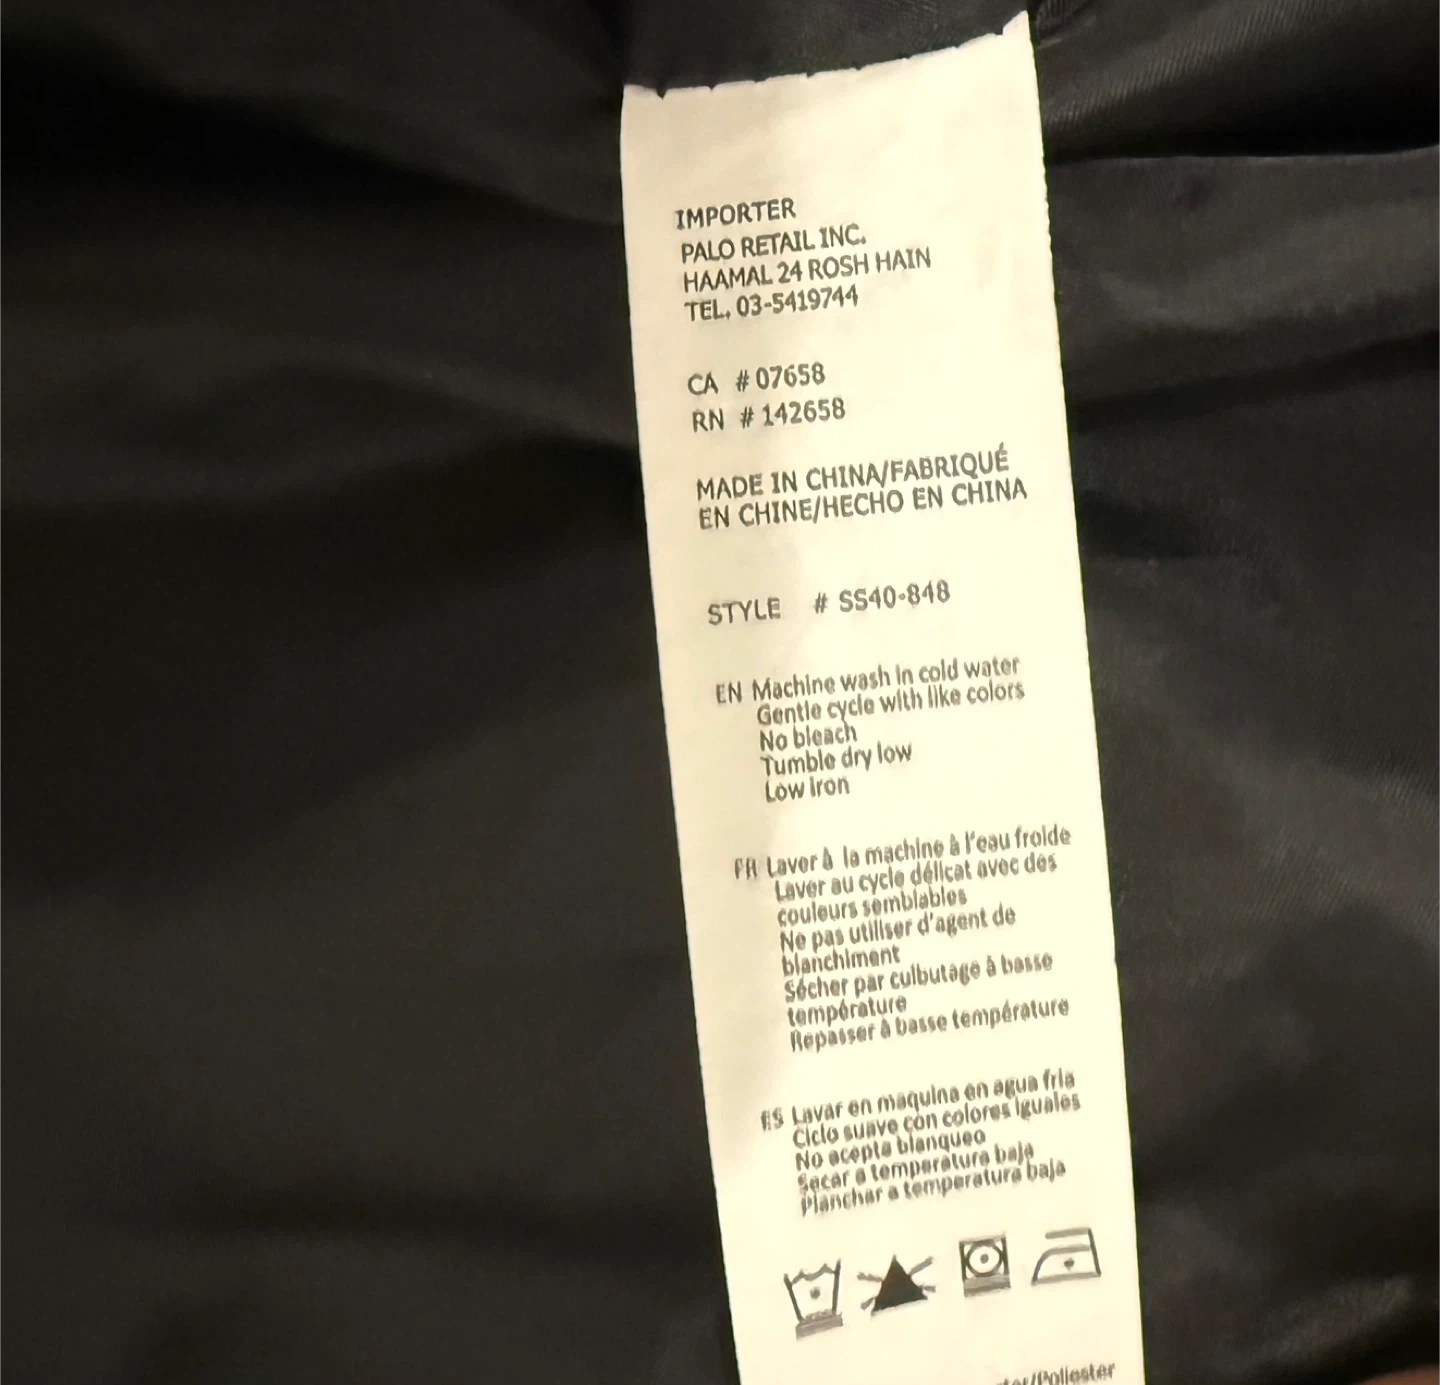 IMPORTER
PALO RETAIL INC.
HAAMAL 24 ROSH HAIN
TEL. 03-5419744
CA # 07658
RN # 142658
MADE IN CHINA/FABRIQUÉ
EN CHINE/HECHO EN CHINA
STYLE # SS40-848
EN Machine wash in cold water
Gentle cycle with like colors
No bleach
Tumble dry low
Low iron
FR Laver à la machine à l'eau froide
Laver au cycle délicat avec des
couleurs semblables
Ne pas utiliser d'agent de
blanchiment
Sécher par culbutage à basse
température
Repasser à basse température
ES Lavar en maquina en agua fria
Ciclo suave con colores iguales
No acepta blanqueo
Secar a temperatura baja
Planchar a temperatura baja
/Poliester